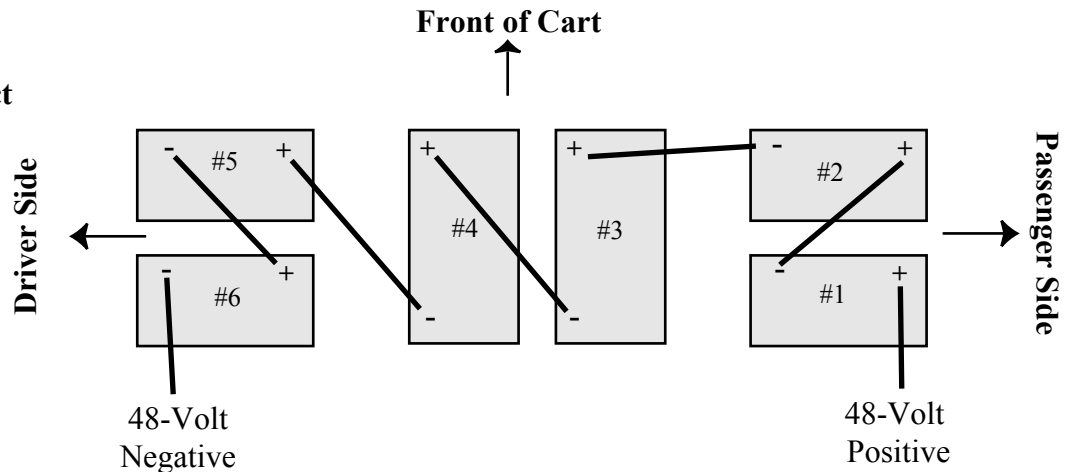 Front of Cart
ct
Driver Side
Passenger Side
- #5 +
+
+
- #2 +
#4
#3
- #6 +
- #1 +
-
-
48-Volt
Negative
48-Volt
Positive